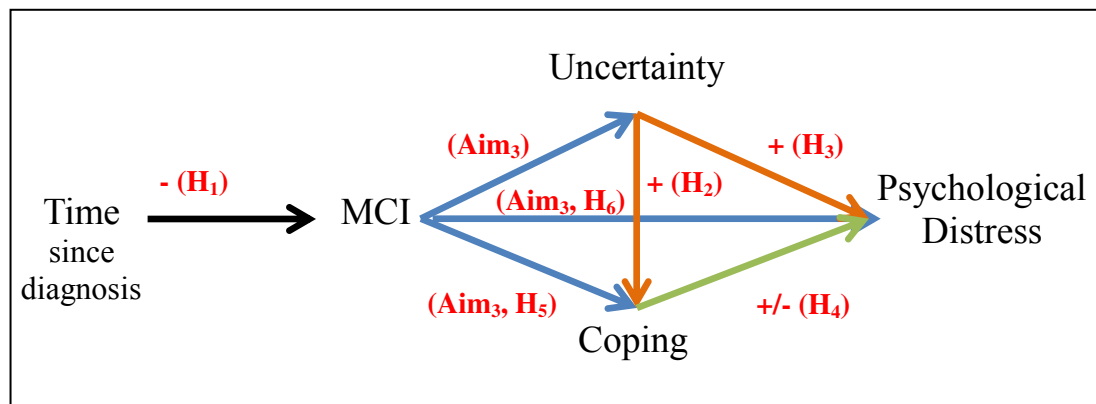 Uncertainty
(Aim₃)
+ (H₃)
- (H₁)
+ (H₂)
Time
since
diagnosis
MCI
(Aim₃, H₆)
Psychological
Distress
(Aim₃, H₅)
+/- (H₄)
Coping